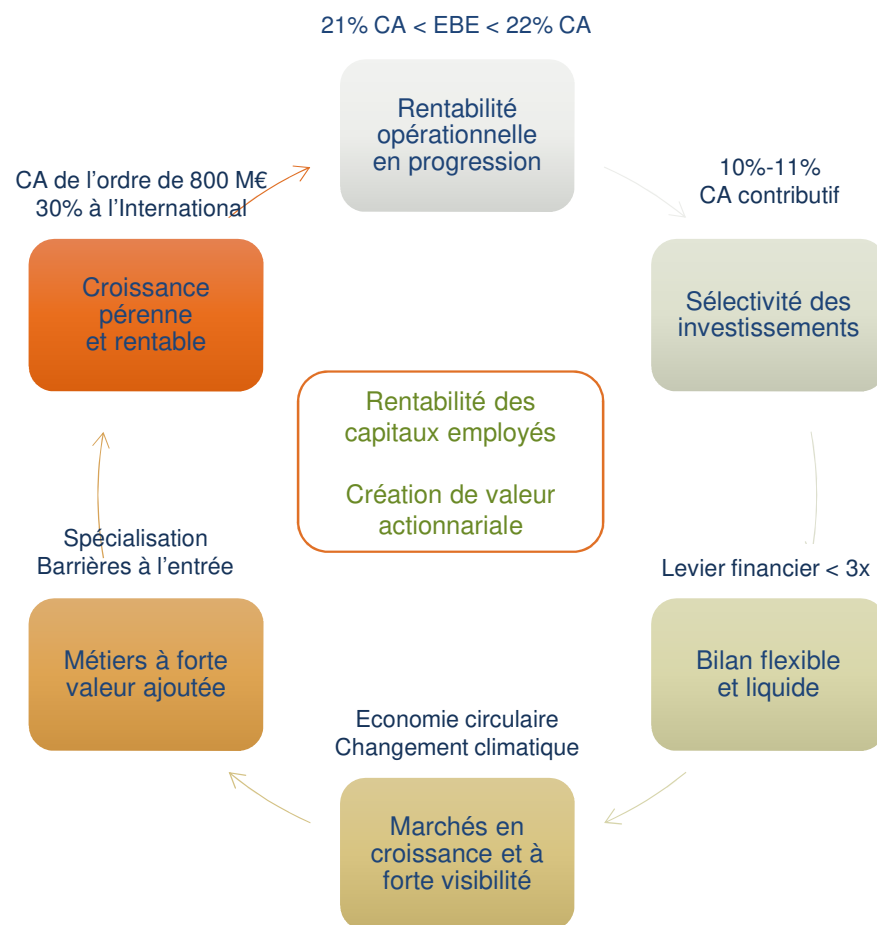 21% CA < EBE < 22% CA
Rentabilité
opérationnelle
en progression
10%-11%
CA contributif
Sélectivité des
investissements
Levier financier < 3x
Bilan flexible
et liquide
Economie circulaire
Changement climatique
Marchés en
croissance et à
forte visibilité
Spécialisation
Barrières à l’entrée
Métiers à forte
valeur ajoutée
CA de l’ordre de 800 M€
30% à l’International
Croissance
pérenne
et rentable
Rentabilité des
capitaux employés
Création de valeur
actionnariale